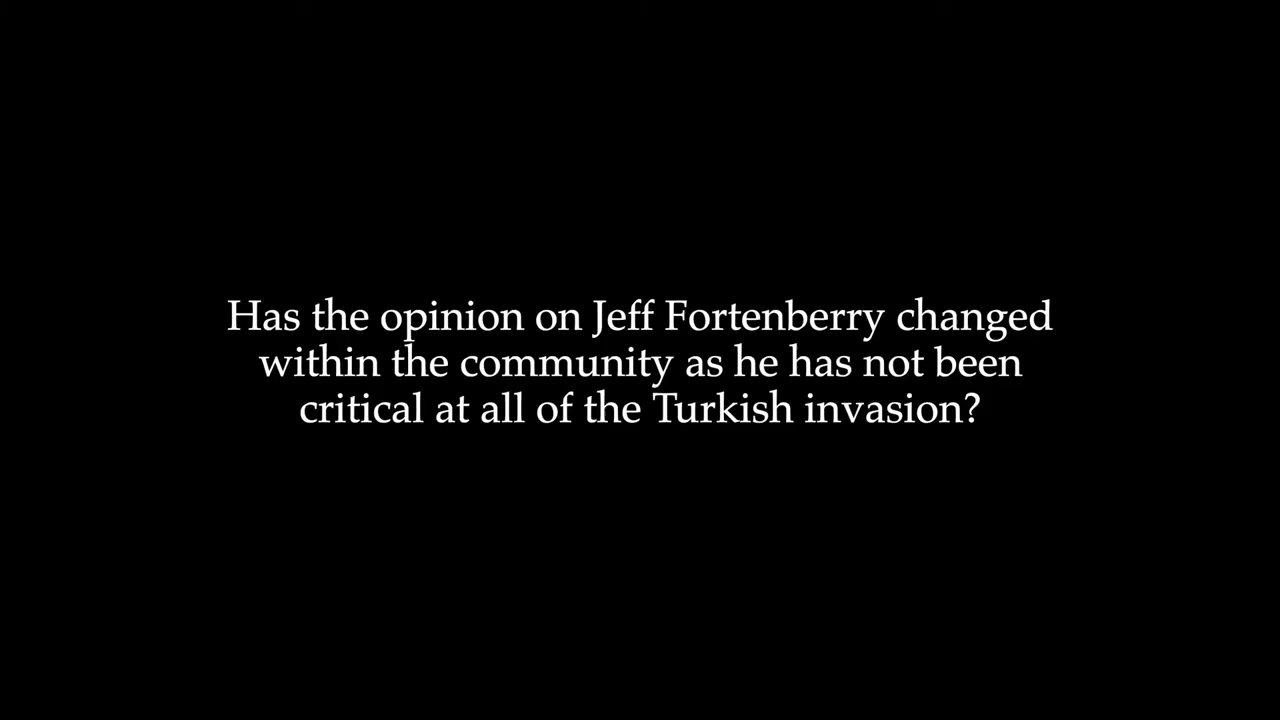 Has the opinion on Jeff Fortenberry changed
within the community as he has not been
critical at all of the Turkish invasion?